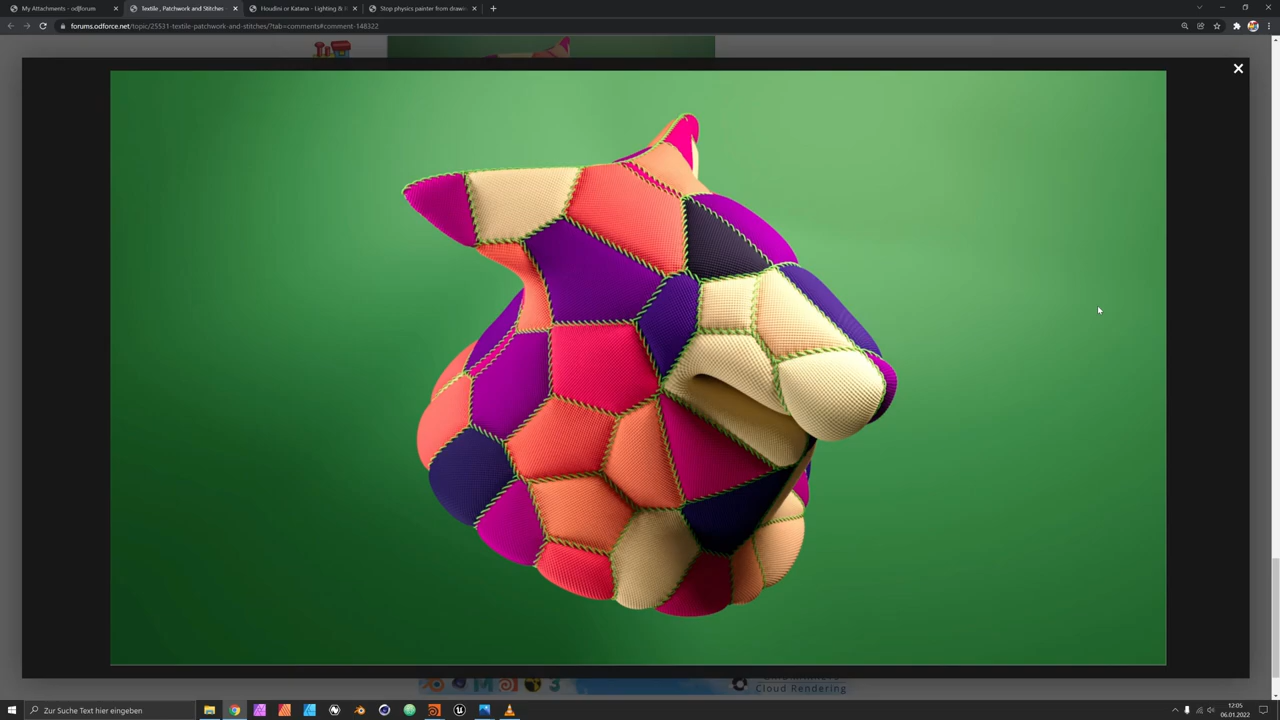 My Attachments - od|forum
Textile , Patchwork and Stitches -
Houdini or Katana - Lighting & R
Stop physics painter from drawin
forums.odforce.net/topic/25531-textile-patchwork-and-stitches/?tab=comments#comment-148322
Cloud Rendering
Zur Suche Text hier eingeben
12:05
06.01.2022